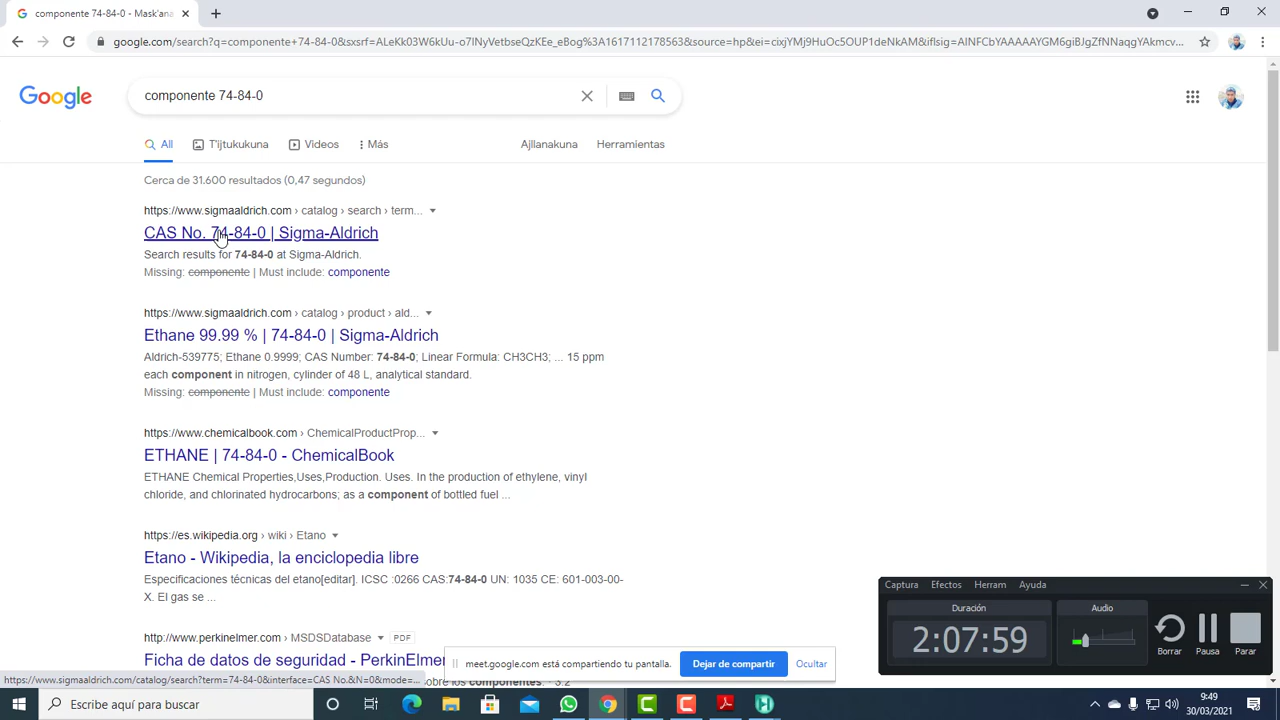 componente 74-84-0 - Mask'ana
google.com/search?q=componente+74-84-0&sxsrf=ALeKk03W6kUu-o7INyVetbseQzKEe_eBog%3A1617112178563&source=hp&ei=cixjYMj9HuOc5OUP1deNkAM&iflsig=AINFCbYAAAAAYGM6giBJgZfNNaqgYAkmcv...
Google
componente 74-84-0
All
T'ijtukukuna
Vídeos
Más
Ajllanakuna
Herramientas
Cerca de 31.600 resultados (0,47 segundos)
https://www.sigmaaldrich.com › catalog › search › term...
CAS No. 74-84-0 | Sigma-Aldrich
Search results for 74-84-0 at Sigma-Aldrich.
Missing: componente | Must include: componente
https://www.sigmaaldrich.com › catalog › product › ald...
Ethane 99.99 % | 74-84-0 | Sigma-Aldrich
Aldrich-539775; Ethane 0.9999; CAS Number: 74-84-0; Linear Formula: CH3CH3; ... 15 ppm
each component in nitrogen, cylinder of 48 L, analytical standard.
Missing: componente | Must include: componente
https://www.chemicalbook.com › ChemicalProductProp...
ETHANE | 74-84-0 - ChemicalBook
ETHANE Chemical Properties,Uses,Production. Uses. In the production of ethylene, vinyl
chloride, and chlorinated hydrocarbons; as a component of bottled fuel ...
https://es.wikipedia.org › wiki › Etano
Etano - Wikipedia, la enciclopedia libre
Especificaciones técnicas del etano[editar]. ICSC :0266 CAS:74-84-0 UN: 1035 CE: 601-003-00-
X. El gas se ...
http://www.perkinelmer.com › MSDSDatabase
PDF
Ficha de datos de seguridad - PerkinElmer
sobre los componentes. · 3.2
meet.google.com está compartiendo tu pantalla.
Dejar de compartir
Ocultar
https://www.sigmaaldrich.com/catalog/search?term=74-84-0&interface=CAS No.&N=0&mode=...
Captura
Efectos
Herram
Ayuda
Duración
2:07:59
Audio
Borrar
Pausa
Parar
Escribe aquí para buscar
9:49
30/03/2021